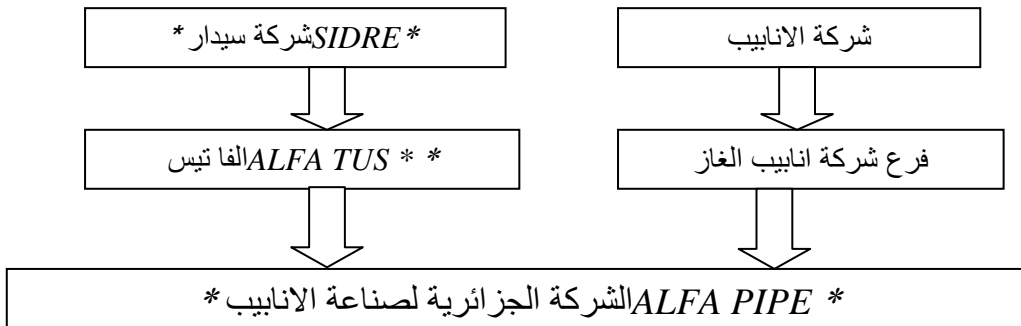 شركة الانابيب
*شركة سيدار SIDRE*
فرع شركة انابيب الغاز
الفا تيس ALFA TUS * *
*الشركة الجزائرية لصناعة الانابيب ALFA PIPE *